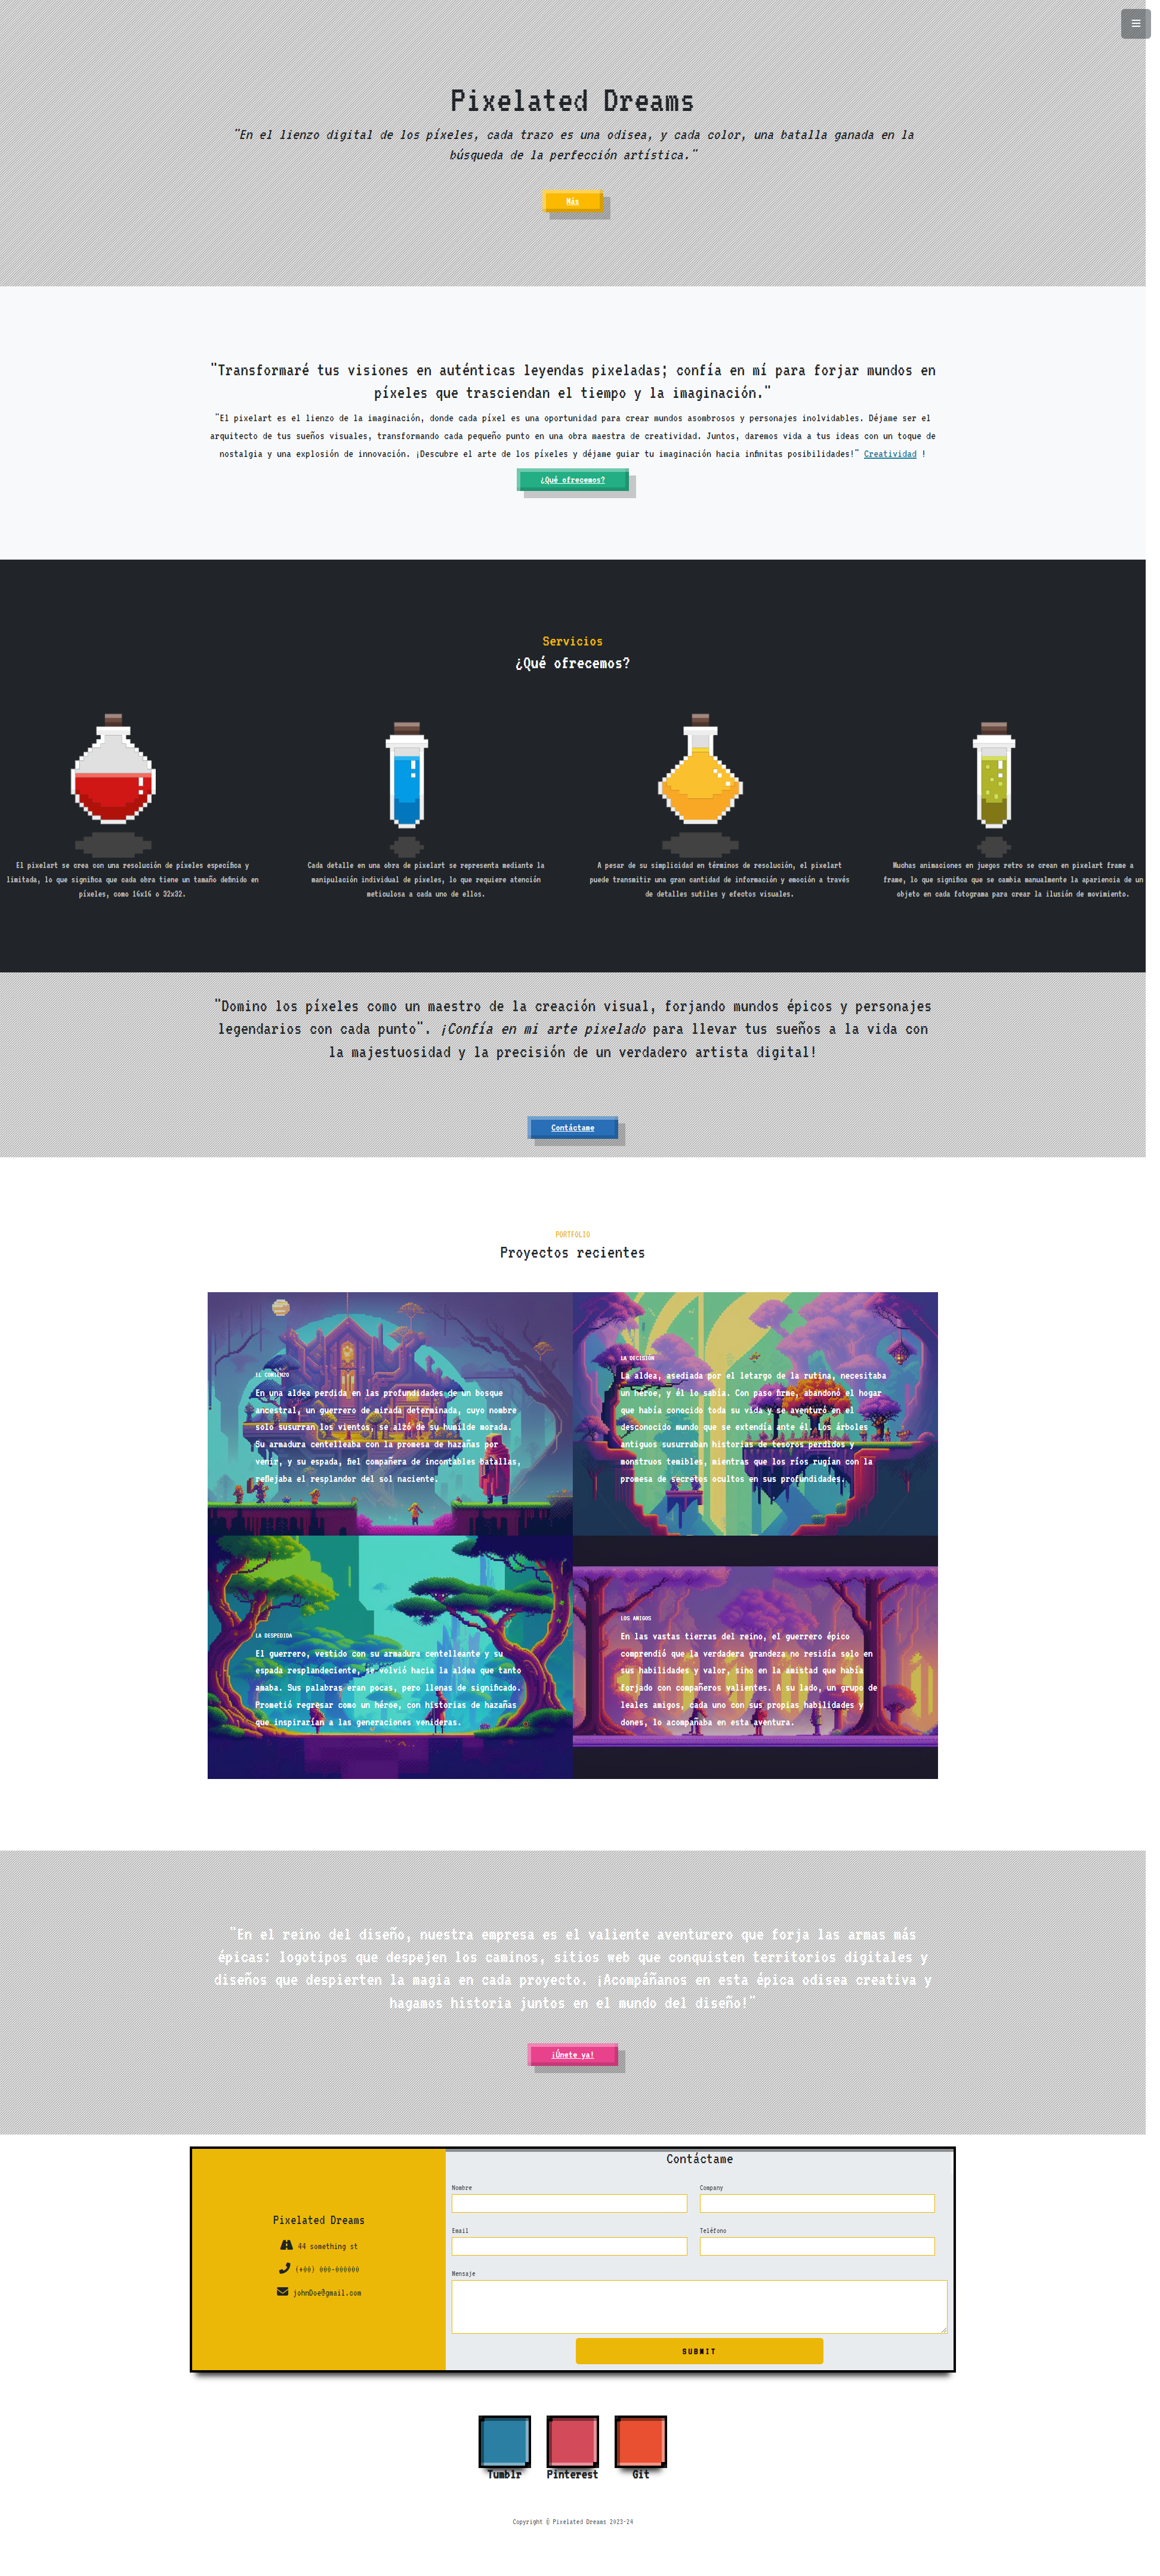 Pixelated Dreams
"En el lienzo digital de los píxeles, cada trazo es una odisea, y cada color, una batalla ganada en la
búsqueda de la perfección artística."
Más
"Transformaré tus visiones en auténticas leyendas pixeladas; confía en mí para forjar mundos en
píxeles que trasciendan el tiempo y la imaginación."
"El pixelart es el lienzo de la imaginación, donde cada píxel es una oportunidad para crear mundos asombrosos y personajes inolvidables. Déjame ser el
arquitecto de tus sueños visuales, transformando cada pequeño punto en una obra maestra de creatividad. Juntos, daremos vida a tus ideas con un toque de
nostalgia y una explosión de innovación. ¡Descubre el arte de los píxeles y déjame guiar tu imaginación hacia infinitas posibilidades!" Creatividad !
¿Qué ofrecemos?
Servicios
¿Qué ofrecemos?
El pixelart se crea con una resolución de píxeles específica y
limitada, lo que significa que cada obra tiene un tamaño definido en
píxeles, como 16x16 o 32x32.
Cada detalle en una obra de pixelart se representa mediante la
manipulación individual de píxeles, lo que requiere atención
meticulosa a cada uno de ellos.
A pesar de su simplicidad en términos de resolución, el pixelart
puede transmitir una gran cantidad de información y emoción a través
de detalles sutiles y efectos visuales.
Muchas animaciones en juegos retro se crean en pixelart frame a
frame, lo que significa que se cambia manualmente la apariencia de un
objeto en cada fotograma para crear la ilusión de movimiento.
"Domino los píxeles como un maestro de la creación visual, forjando mundos épicos y personajes
legendarios con cada punto". ¡Confía en mi arte pixelado para llevar tus sueños a la vida con
la majestuosidad y la precisión de un verdadero artista digital!
Contáctame
PORTFOLIO
Proyectos recientes
EL COMIENZO
En una aldea perdida en las profundidades de un bosque
ancestral, un guerrero de mirada determinada, cuyo nombre
solo susurran los vientos, se alzó de su humilde morada.
Su armadura centelleaba con la promesa de hazañas por
venir, y su espada, fiel compañera de incontables batallas,
reflejaba el resplandor del sol naciente.
LA DECISIÓN
La aldea, asediada por el letargo de la rutina, necesitaba
un héroe, y él lo sabía. Con paso firme, abandonó el hogar
que había conocido toda su vida y se aventuró en el
desconocido mundo que se extendía ante él. Los árboles
antiguos susurraban historias de tesoros perdidos y
monstruos temibles, mientras que los ríos rugían con la
promesa de secretos ocultos en sus profundidades.
LA DESPEDIDA
El guerrero, vestido con su armadura centelleante y su
espada resplandeciente, se volvió hacia la aldea que tanto
amaba. Sus palabras eran pocas, pero llenas de significado.
Prometió regresar como un héroe, con historias de hazañas
que inspirarían a las generaciones venideras.
LOS AMIGOS
En las vastas tierras del reino, el guerrero épico
comprendió que la verdadera grandeza no residía solo en
sus habilidades y valor, sino en la amistad que había
forjado con compañeros valientes. A su lado, un grupo de
leales amigos, cada uno con sus propias habilidades y
dones, lo acompañaba en esta aventura.
"En el reino del diseño, nuestra empresa es el valiente aventurero que forja las armas más
épicas: logotipos que despejen los caminos, sitios web que conquisten territorios digitales y
diseños que despierten la magia en cada proyecto. ¡Acompáñanos en esta épica odisea creativa y
hagamos historia juntos en el mundo del diseño!"
¡Únete ya!
Pixelated Dreams
44 something st
(+00) 000-000000
johnDoe@gmail.com
Contáctame
Nombre
Company
Email
Teléfono
Mensaje
SUBMIT
Tumblr
Pinterest
Git
Copyright © Pixelated Dreams 2023-24